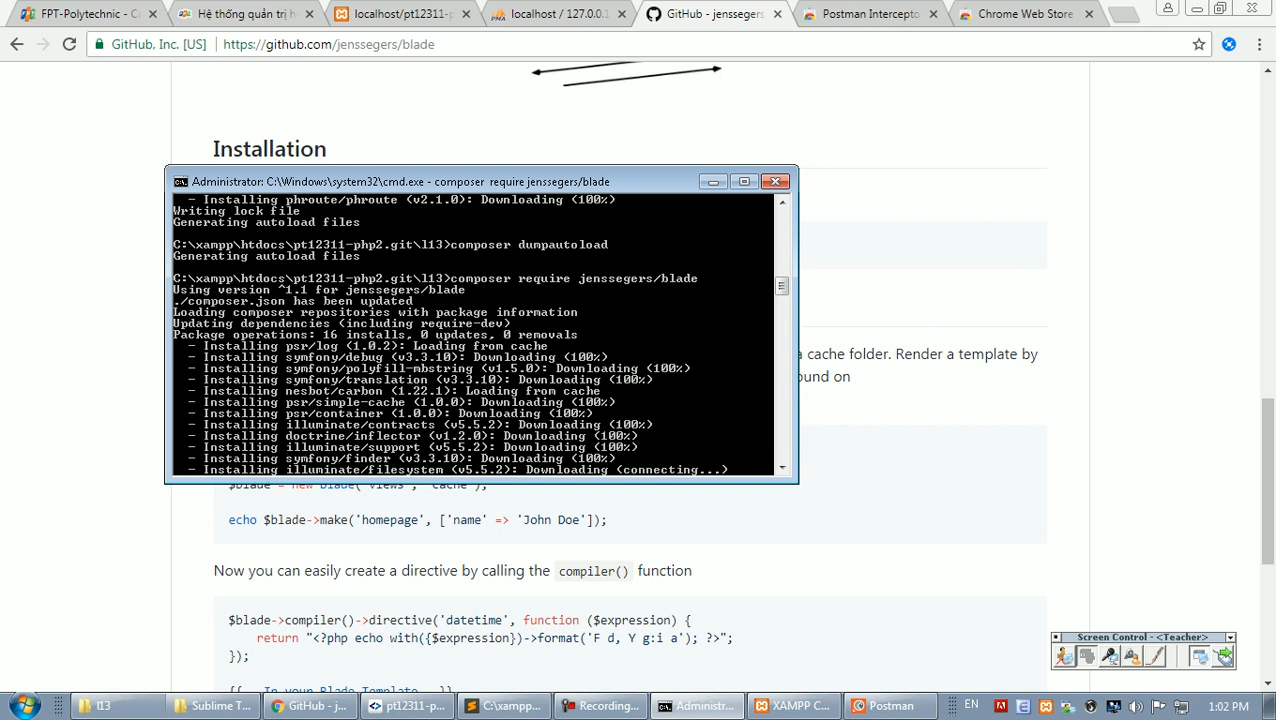 FPT-Polytechnic - C
Hệ thống quản trị h
localhost/pt12311-p
localhost / 127.0.0.1
GitHub - jenssegers,
Postman Intercepto
Chrome Web Store
GitHub, Inc. [US]
https://github.com/jenssegers/blade
Installation
Administrator: C:\Windows\system32\cmd.exe - composer  require jenssegers/blade
- Installing phroute/phroute (v2.1.0): Downloading (100%)
Writing lock file
Generating autoload files
C:\xampp\htdocs\pt12311-php2.git\l13>composer dumpautoload
Generating autoload files
C:\xampp\htdocs\pt12311-php2.git\l13>composer require jenssegers/blade
Using version ^1.1 for jenssegers/blade
./composer.json has been updated
Loading composer repositories with package information
Updating dependencies (including require-dev)
Package operations: 16 installs, 0 updates, 0 removals
- Installing psr/log (1.0.2): Loading from cache
- Installing symfony/debug (v3.3.10): Downloading (100%)
- Installing symfony/polyfill-mbstring (v1.5.0): Downloading (100%)
- Installing symfony/translation (v3.3.10): Downloading (100%)
- Installing nesbot/carbon (1.22.1): Loading from cache
- Installing psr/simple-cache (1.0.0): Downloading (100%)
- Installing psr/container (1.0.0): Downloading (100%)
- Installing illuminate/contracts (v5.5.2): Downloading (100%)
- Installing doctrine/inflector (v1.2.0): Downloading (100%)
- Installing illuminate/support (v5.5.2): Downloading (100%)
- Installing symfony/finder (v3.3.10): Downloading (100%)
- Installing illuminate/filesystem (v5.5.2): Downloading (connecting...)
a cache folder. Render a template by
ound on
$blade = new Blade('views', 'cache');
echo $blade->make('homepage', ['name' => 'John Doe']);
Now you can easily create a directive by calling the compiler() function
$blade->compiler()->directive('datetime', function ($expression) {
return "<?php echo with({$expression})->format('F d, Y g:i a'); ?>";
});
{{-- In your Blade Template --}}
Screen Control - <Teacher>
l13
Sublime T...
GitHub - j...
pt12311-...
C:\xampp...
Recording...
Administr...
XAMPP C...
Postman
EN
1:02 PM